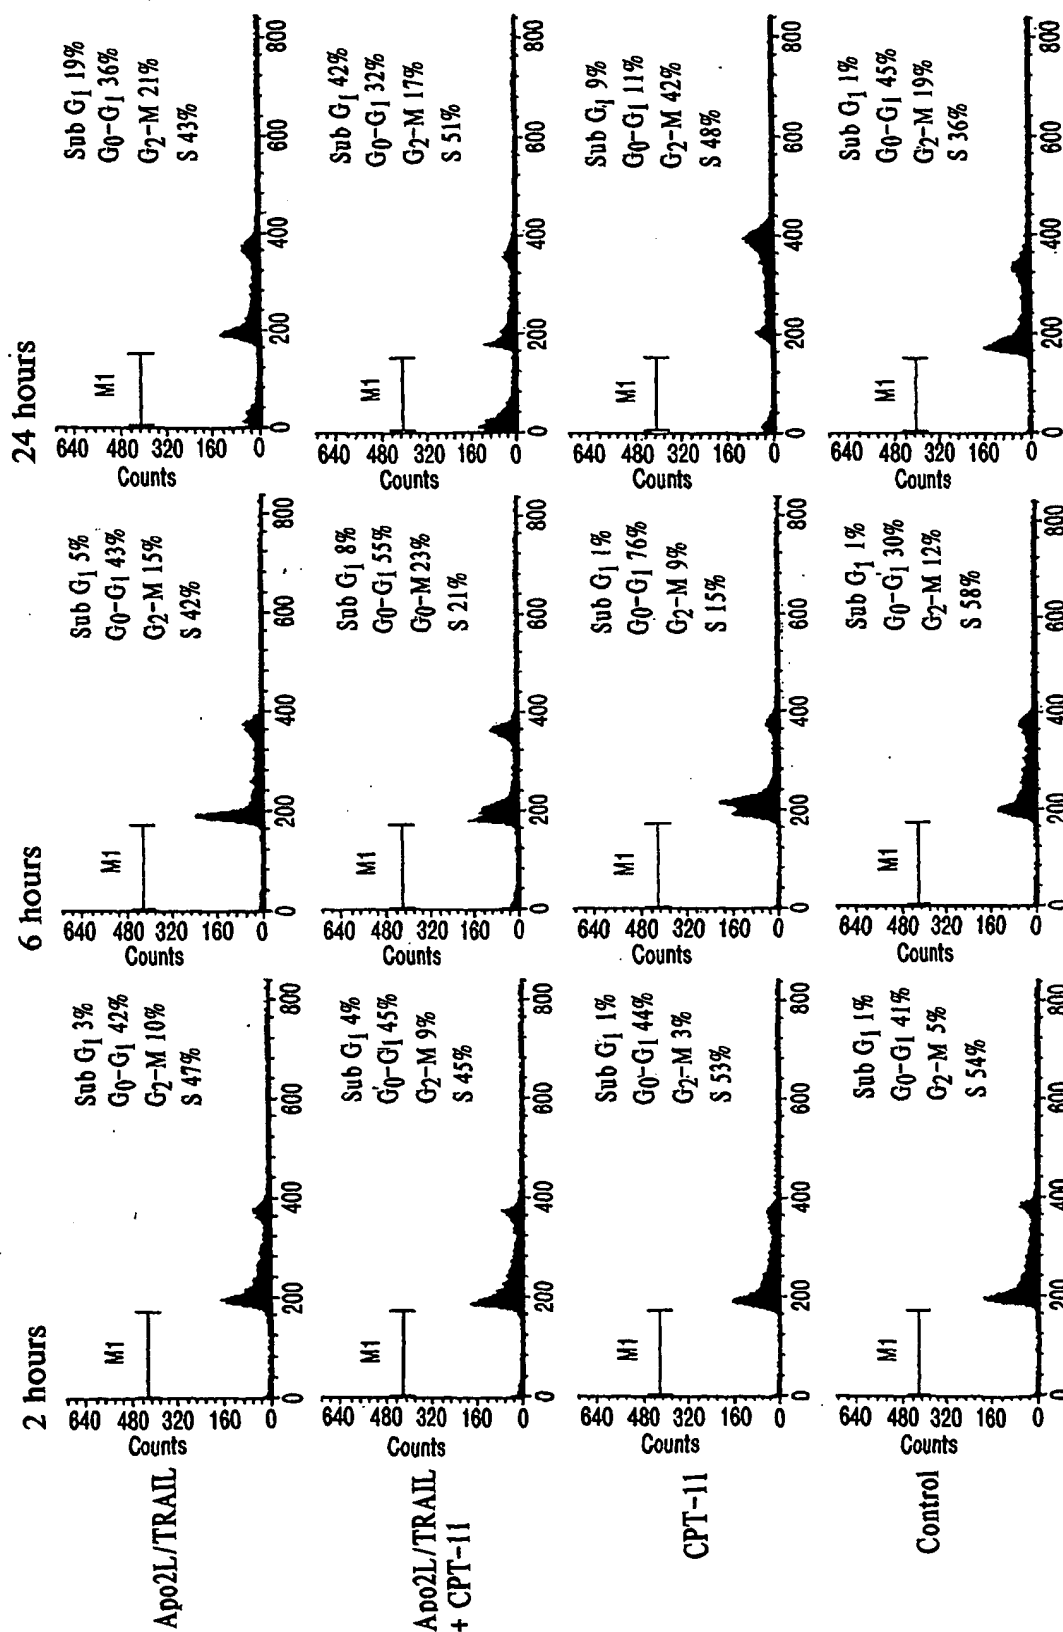 2 hours
6 hours
24 hours
Apo2L/TRAIL
Counts
640 480 320 160 0
M1
Sub G1 3%
G0-G1 42%
G2-M 10%
S 47%
0 200 400 600 800
Counts
640 480 320 160 0
M1
Sub G1 5%
G0-G1 43%
G2-M 15%
S 42%
0 200 400 600 800
Counts
640 480 320 160 0
M1
Sub G1 19%
G0-G1 36%
G2-M 21%
S 43%
0 200 400 600 800
Apo2L/TRAIL
+ CPT-11
Counts
640 480 320 160 0
M1
Sub G1 4%
G0-G1 45%
G2-M 9%
S 45%
0 200 400 600 800
Counts
640 480 320 160 0
M1
Sub G1 8%
G0-G1 55%
G0-M 23%
S 21%
0 200 400 600 800
Counts
640 480 320 160 0
M1
Sub G1 42%
G0-G1 32%
G2-M 17%
S 51%
0 200 400 600 800
CPT-11
Counts
640 480 320 160 0
M1
Sub G1 1%
G0-G1 44%
G2-M 3%
S 53%
0 200 400 600 800
Counts
640 480 320 160 0
M1
Sub G1 1%
G0-G1 76%
G2-M 9%
S 15%
0 200 400 600 800
Counts
640 480 320 160 0
M1
Sub G1 9%
G0-G1 11%
G2-M 42%
S 48%
0 200 400 600 800
Control
Counts
640 480 320 160 0
M1
Sub G1 1%
G0-G1 41%
G2-M 5%
S 54%
0 200 400 600 800
Counts
640 480 320 160 0
M1
Sub G1 1%
G0-G1 30%
G2-M 12%
S 58%
0 200 400 600 800
Counts
640 480 320 160 0
M1
Sub G1 1%
G0-G1 45%
G2-M 19%
S 36%
0 200 400 600 800